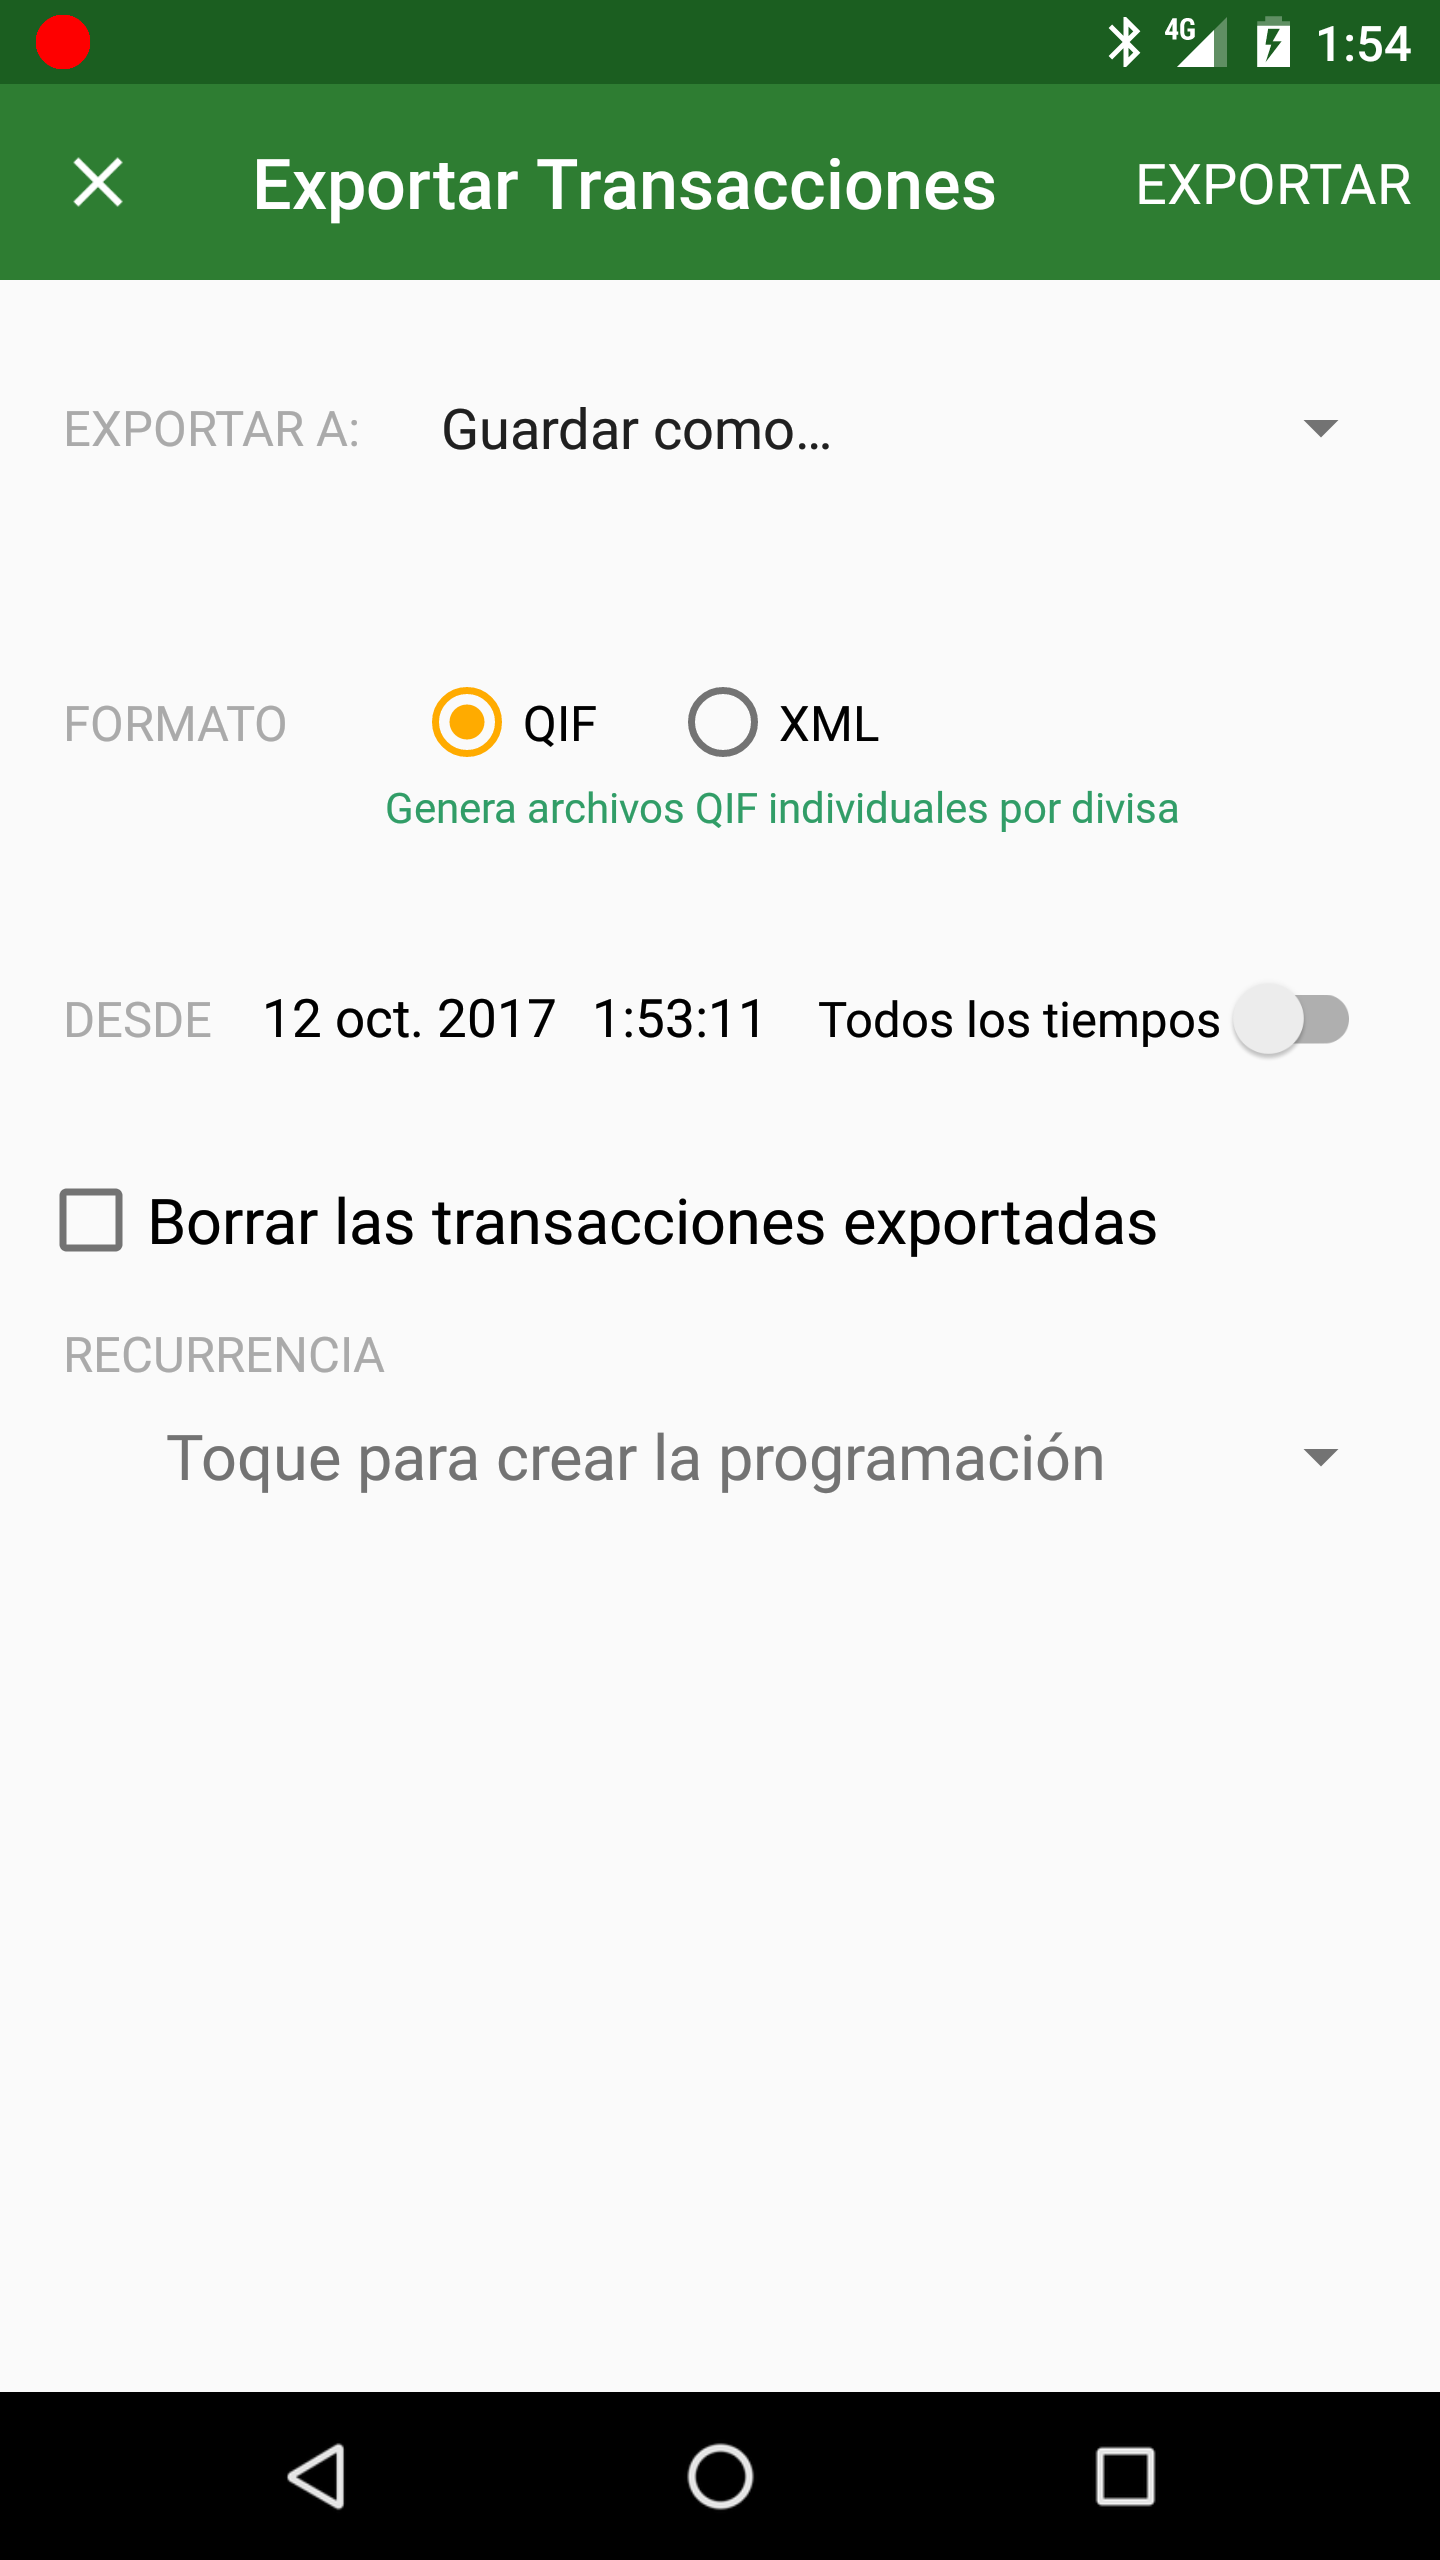 4G 1:54
Exportar Transacciones EXPORTAR
EXPORTAR A: Guardar como...
FORMATO QIF XML
Genera archivos QIF individuales por divisa
DESDE 12 oct. 2017 1:53:11 Todos los tiempos
Borrar las transacciones exportadas
RECURRENCIA
Toque para crear la programación